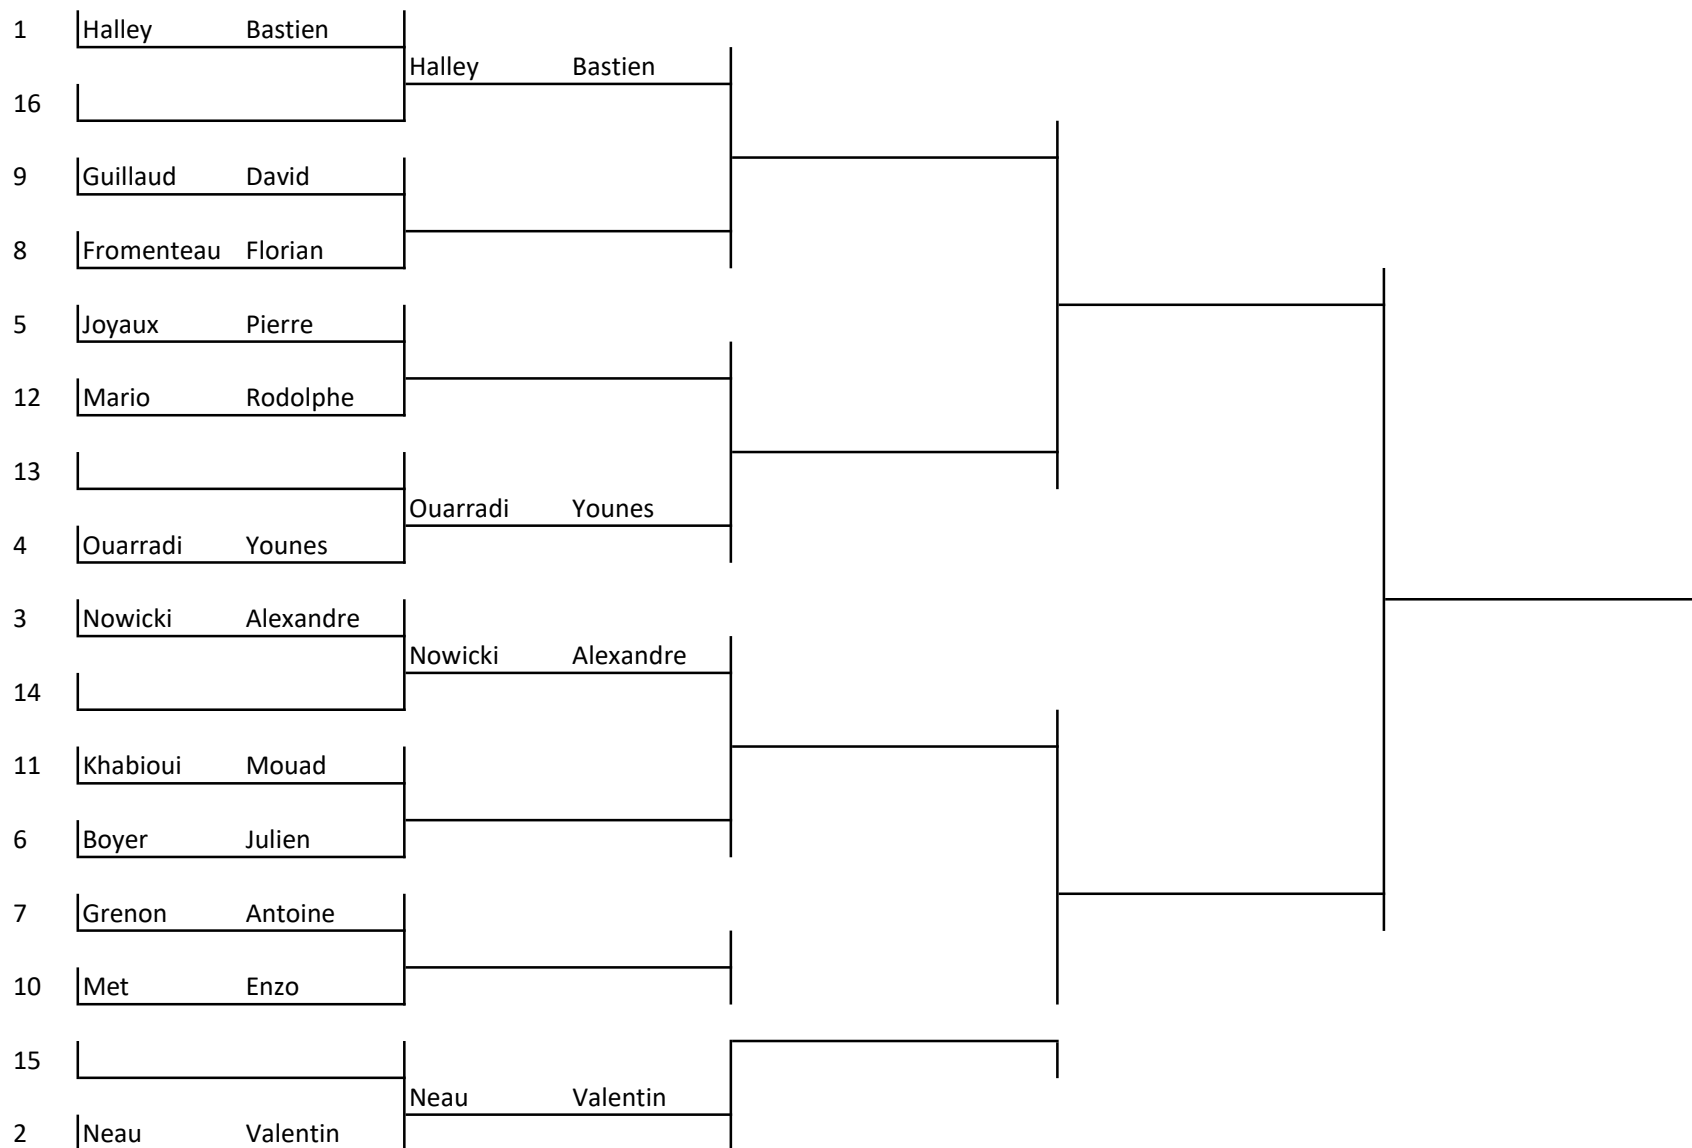 1 Halley Bastien
Halley Bastien
16
9 Guillaud David
8 Fromenteau Florian
5 Joyaux Pierre
12 Mario Rodolphe
13
Ouarradi Younes
4 Ouarradi Younes
3 Nowicki Alexandre
Nowicki Alexandre
14
11 Khabioui Mouad
6 Boyer Julien
7 Grenon Antoine
10 Met Enzo
15
Neau Valentin
2 Neau Valentin